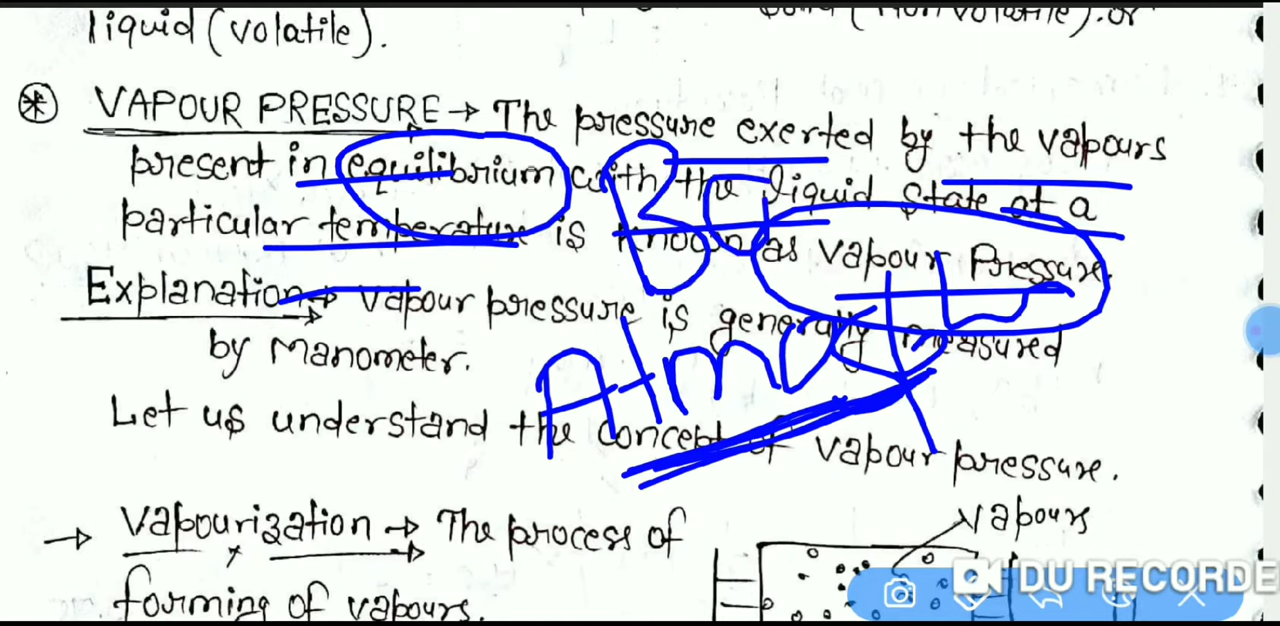 liquid (volatile).
VAPOUR PRESSURE → The pressure exerted by the vapours
present in equilibrium with the liquid state at a
particular temperature is known as Vapour Pressure.
Explanation → Vapour pressure is generally measured
by Manometer.
Let us understand the concept of vapour pressure.
→ Vapourization → The process of
forming of vapours.
vapours
DU RECORDE